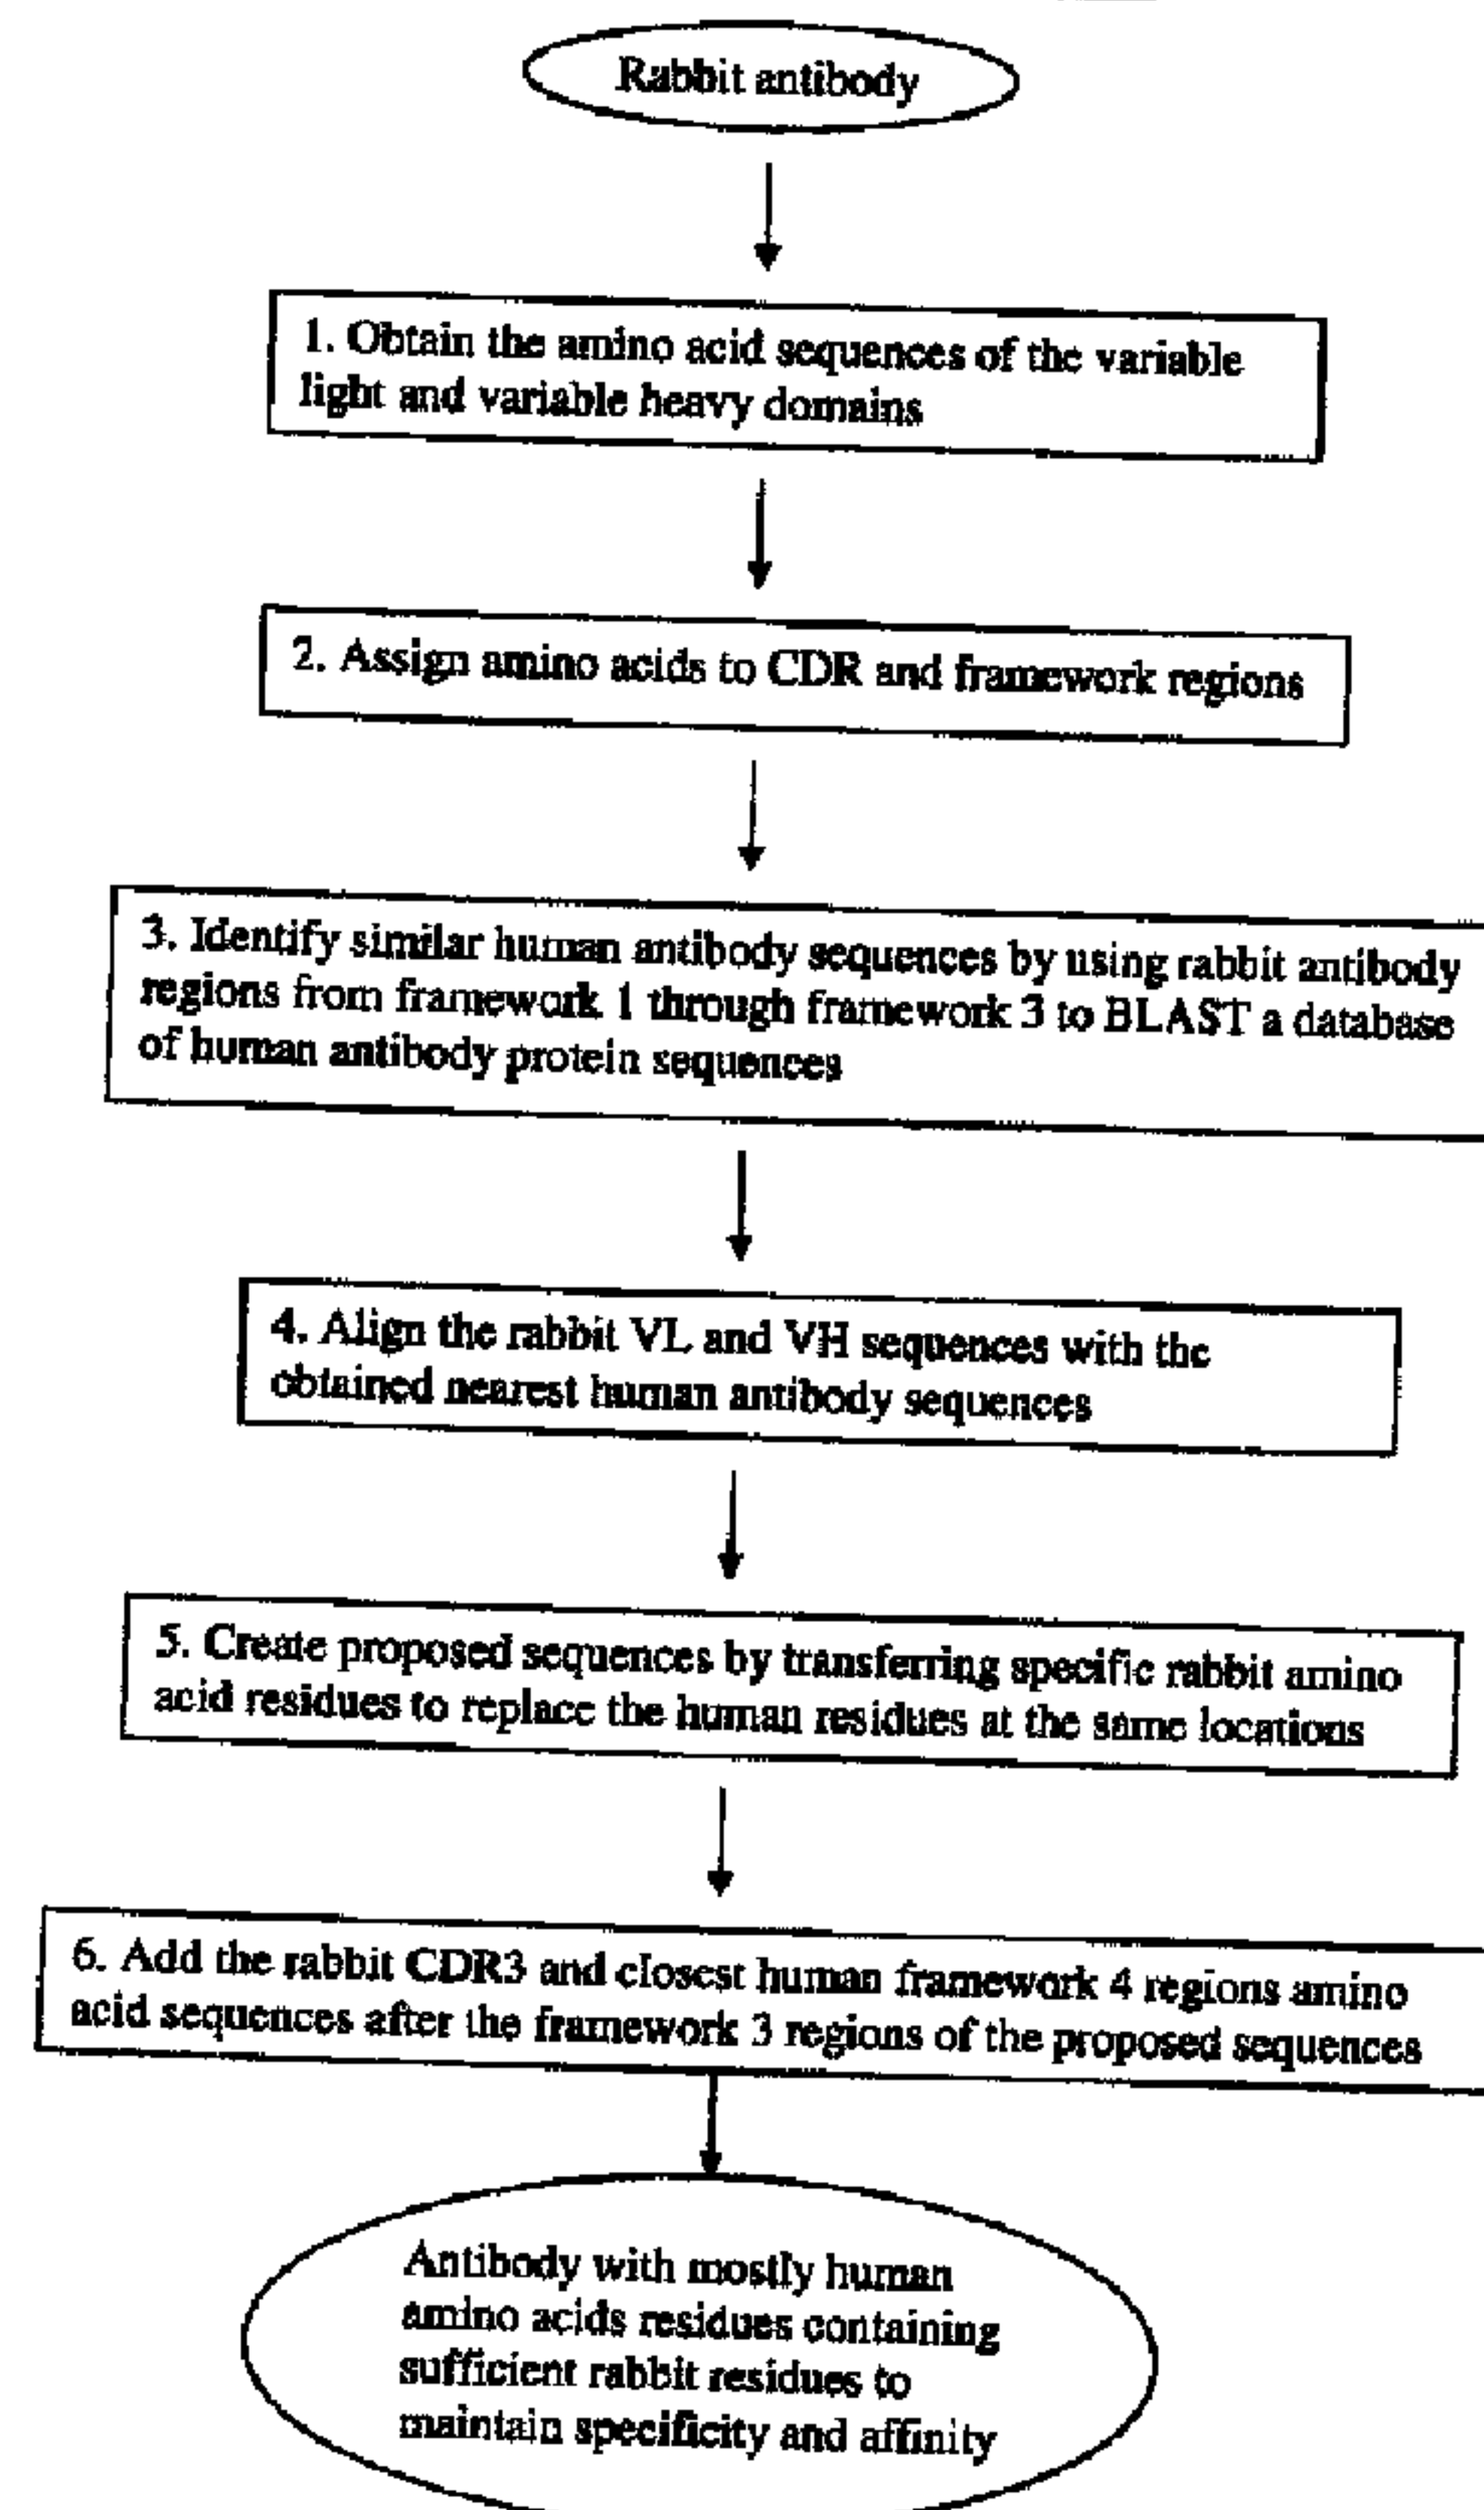 Rabbit antibody
1. Obtain the amino acid sequences of the variable
light and variable heavy domains
2. Assign amino acids to CDR and framework regions
3. Identify similar human antibody sequences by using rabbit antibody
regions from framework 1 through framework 3 to BLAST a database
of human antibody protein sequences
4. Align the rabbit VL and VH sequences with the
obtained nearest human antibody sequences
5. Create proposed sequences by transferring specific rabbit amino
acid residues to replace the human residues at the same locations
6. Add the rabbit CDR3 and closest human framework 4 regions amino
acid sequences after the framework 3 regions of the proposed sequences
Antibody with mostly human
amino acids residues containing
sufficient rabbit residues to
maintain specificity and affinity